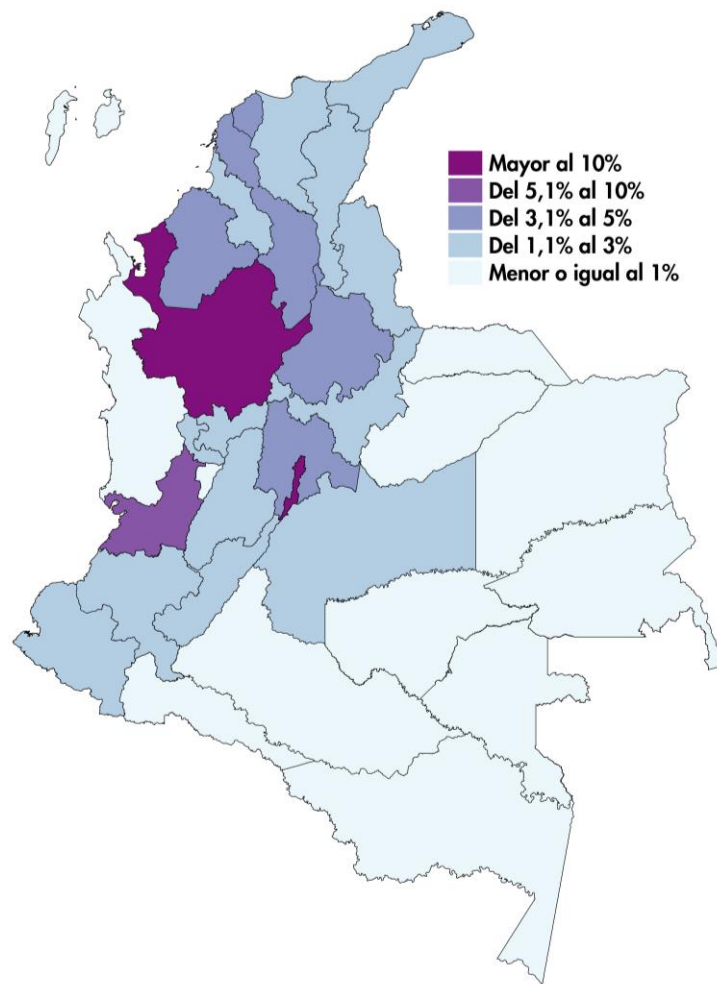 Mayor al 10%
Del 5,1% al 10%
Del 3,1% al 5%
Del 1,1% al 3%
Menor o igual al 1%